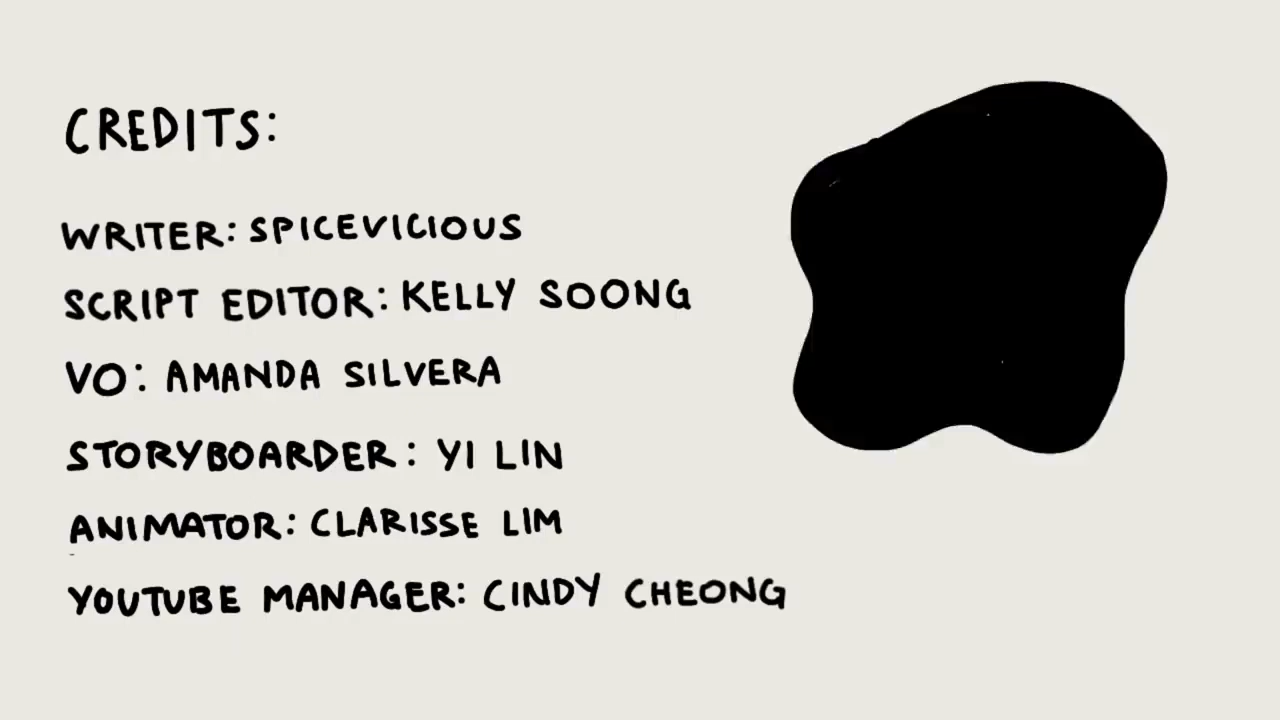 CREDITS:
WRITER: SPICEVICIOUS
SCRIPT EDITOR: KELLY SOONG
VO: AMANDA SILVERA
STORYBOARDER: YI LIN
ANIMATOR: CLARISSE LIM
YOUTUBE MANAGER: CINDY CHEONG